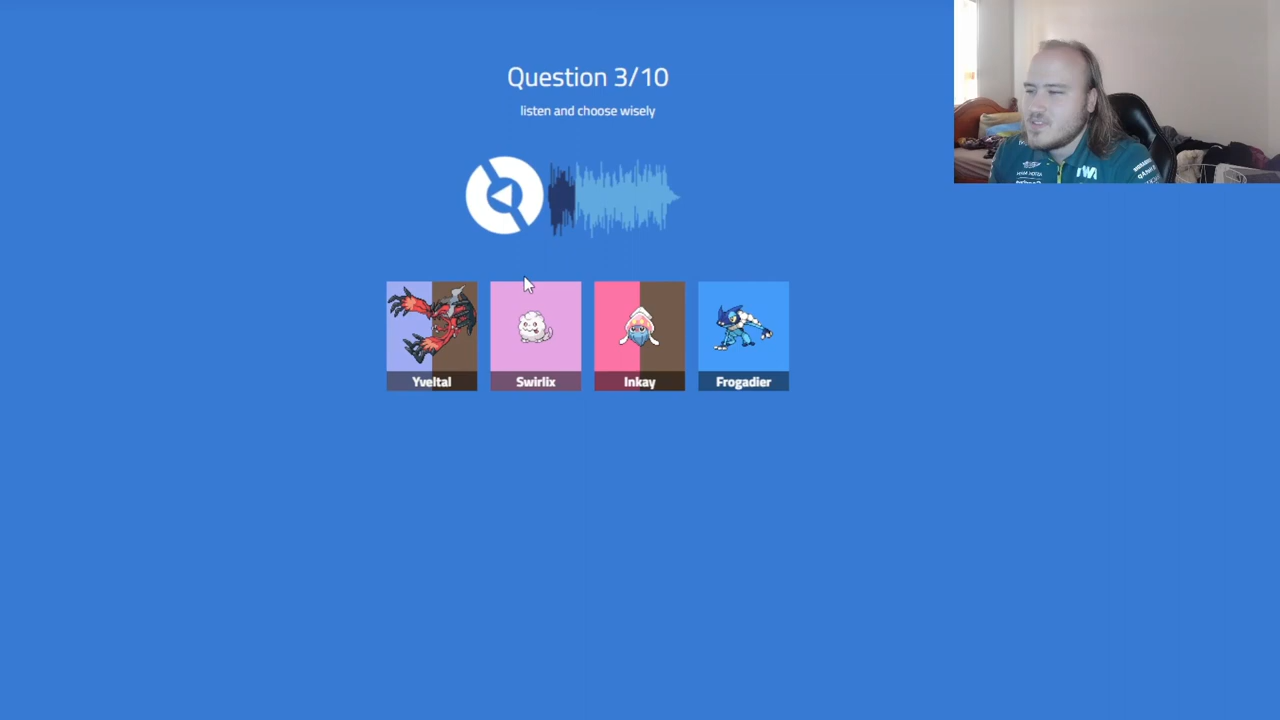 Question 3/10
listen and choose wisely
Yveltal
Swirlix
Inkay
Frogadier